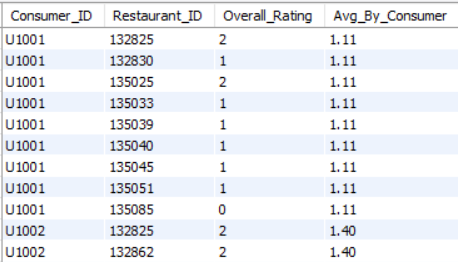 Consumer_ID Restaurant_ID Overall_Rating Avg_By_Consumer
U1001 132825 2 1.11
U1001 132830 1 1.11
U1001 135025 2 1.11
U1001 135033 1 1.11
U1001 135039 1 1.11
U1001 135040 1 1.11
U1001 135045 1 1.11
U1001 135051 1 1.11
U1001 135085 0 1.11
U1002 132825 2 1.40
U1002 132862 2 1.40